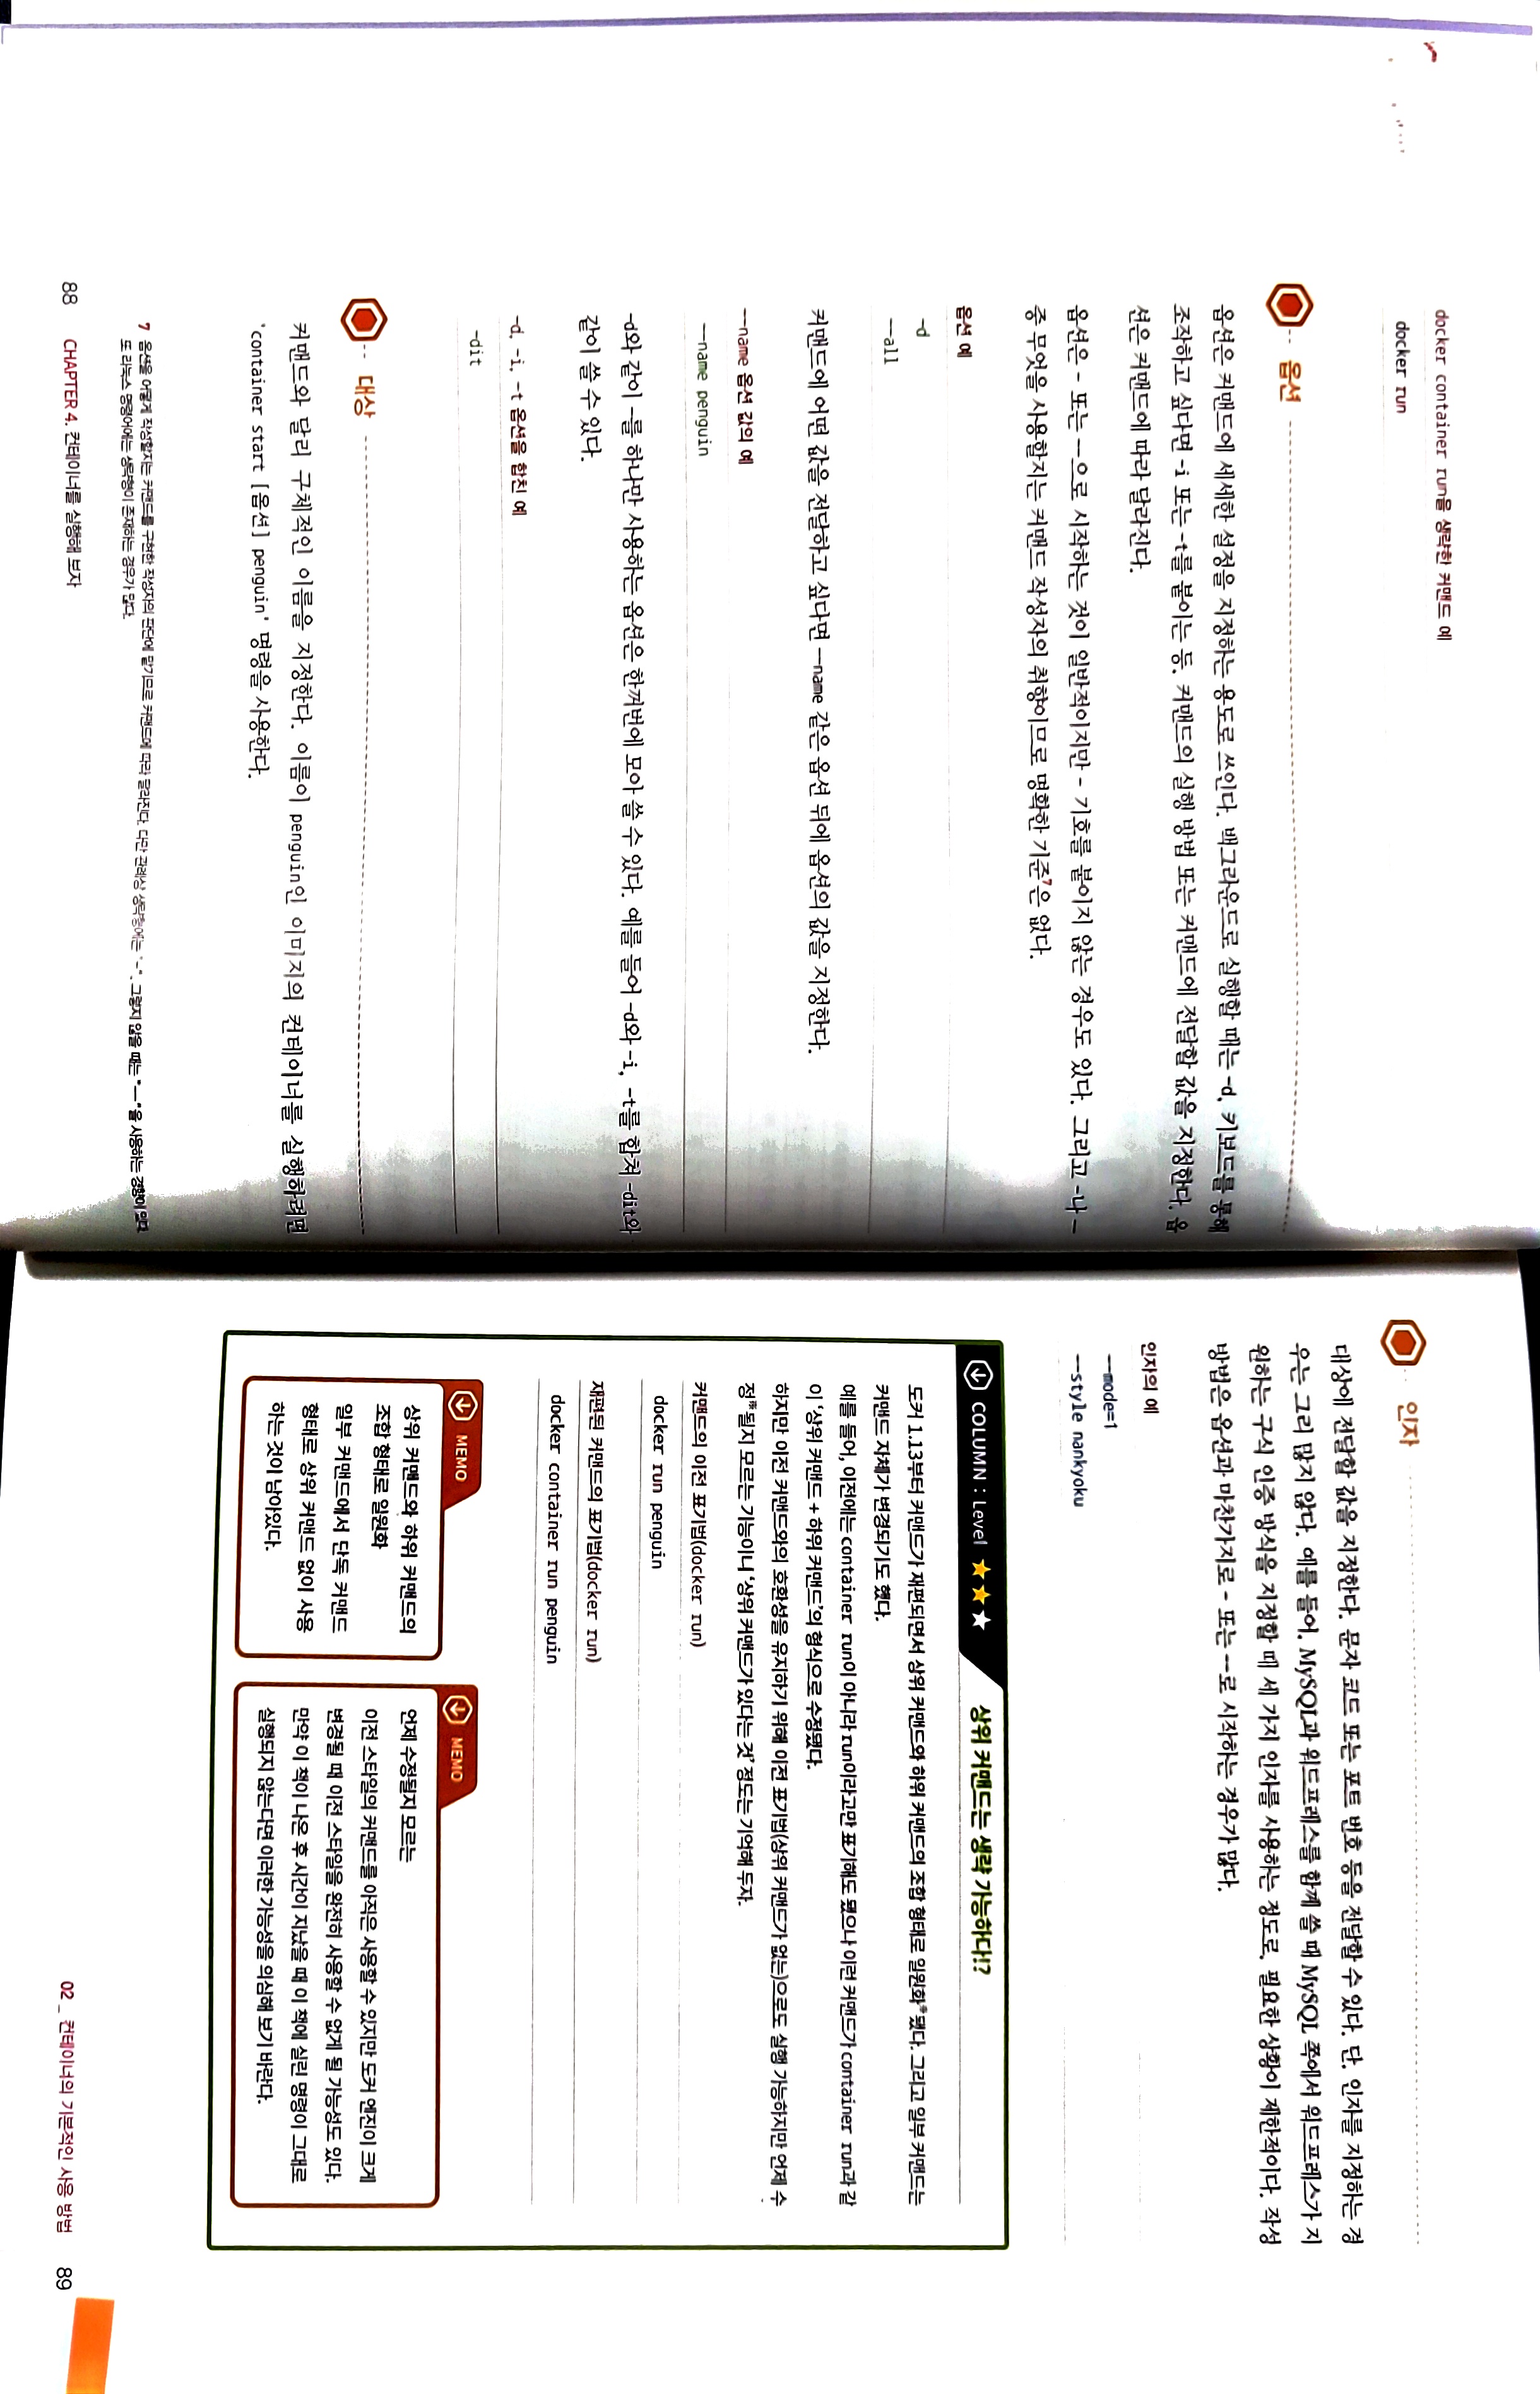 docker container run을 생략한 커맨드 예
docker run
옵션
옵션은 커맨드에 세세한 설정을 지정하는 용도로 쓰인다. 백그라운드로 실행할 때는 -d, 키보드를 통해
조작하고 싶다면 -i 또는 -t를 붙이는 등, 커맨드의 실행 방법 또는 커맨드에 전달할 값을 지정한다. 옵
션은 커맨드에 따라 달라진다.
옵션은 - 또는 --으로 시작하는 것이 일반적이지만 - 기호를 붙이지 않는 경우도 있다. 그리고 -나 --
중 무엇을 사용할지는 커맨드 작성자의 취향이므로 명확한 기준7은 없다.
옵션 예
-d
--all
커맨드에 어떤 값을 전달하고 싶다면 --name 같은 옵션 뒤에 옵션의 값을 지정한다.
--name 옵션 값의 예
--name penguin
-d와 같이 -를 하나만 사용하는 옵션은 한꺼번에 모아 쓸 수 있다. 예를 들어 -d와 -i, -t를 합쳐 -dit와
같이 쓸 수 있다.
-d, -i, -t 옵션을 합친 예
-dit
대상
커맨드와 달리 구체적인 이름을 지정한다. 이름이 penguin인 이미지의 컨테이너를 실행하려면
'container start [옵션] penguin' 명령을 사용한다.
7 옵션을 어떻게 작성할지는 커맨드를 구현한 작성자의 판단에 맡기므로 커맨드에 따라 달라진다. 다만 관례상 생략형에는 "-", 그렇지 않을 때는 "--"을 사용하는 경향이 있다.
또 리눅스 명령어에는 생략형이 존재하는 경우가 많다.
88 CHAPTER 4. 컨테이너를 실행해 보자
인자
대상에 전달할 값을 지정한다. 문자 코드 또는 포트 번호 등을 전달할 수 있다. 단, 인자를 지정하는 경
우는 그리 많지 않다. 예를 들어, MySQL과 워드프레스를 함께 쓸 때 MySQL 쪽에서 워드프레스가 지
원하는 구식 인증 방식을 지정할 때 세 가지 인자를 사용하는 정도로, 필요한 상황이 제한적이다. 작성
방법은 옵션과 마찬가지로 - 또는 --로 시작하는 경우가 많다.
인자의 예
--mode=1
--style nankyoku
COLUMN : Level ★★★ 상위 커맨드는 생략 가능하다!?
도커 1.13부터 커맨드가 재편되면서 상위 커맨드와 하위 커맨드의 조합 형태로 일원화※됐다. 그리고 일부 커맨드는
커맨드 자체가 변경되기도 했다.
예를 들어, 이전에는 container run이 아니라 run이라고만 표기해도 됐으나 이런 커맨드가 container run과 같
이 '상위 커맨드 + 하위 커맨드'의 형식으로 수정됐다.
하지만 이전 커맨드와의 호환성을 유지하기 위해 이전 표기법(상위 커맨드가 없는)으로도 실행 가능하지만 언제 수
정※될지 모르는 기능이니 '상위 커맨드가 있다는 것' 정도는 기억해 두자.
커맨드의 이전 표기법(docker run)
docker run penguin
재편된 커맨드의 표기법(docker run)
docker container run penguin
MEMO
상위 커맨드와 하위 커맨드의
조합 형태로 일원화
일부 커맨드에서 단독 커맨드
형태로 상위 커맨드 없이 사용
하는 것이 남아있다.
MEMO
언제 수정될지 모르는
이전 스타일의 커맨드를 아직은 사용할 수 있지만 도커 엔진이 크게
변경될 때 이전 스타일을 완전히 사용할 수 없게 될 가능성도 있다.
만약 이 책이 나온 후 시간이 지났을 때 이 책에 실린 명령이 그대로
실행되지 않는다면 이러한 가능성을 의심해 보기 바란다.
02 _ 컨테이너의 기본적인 사용 방법 89